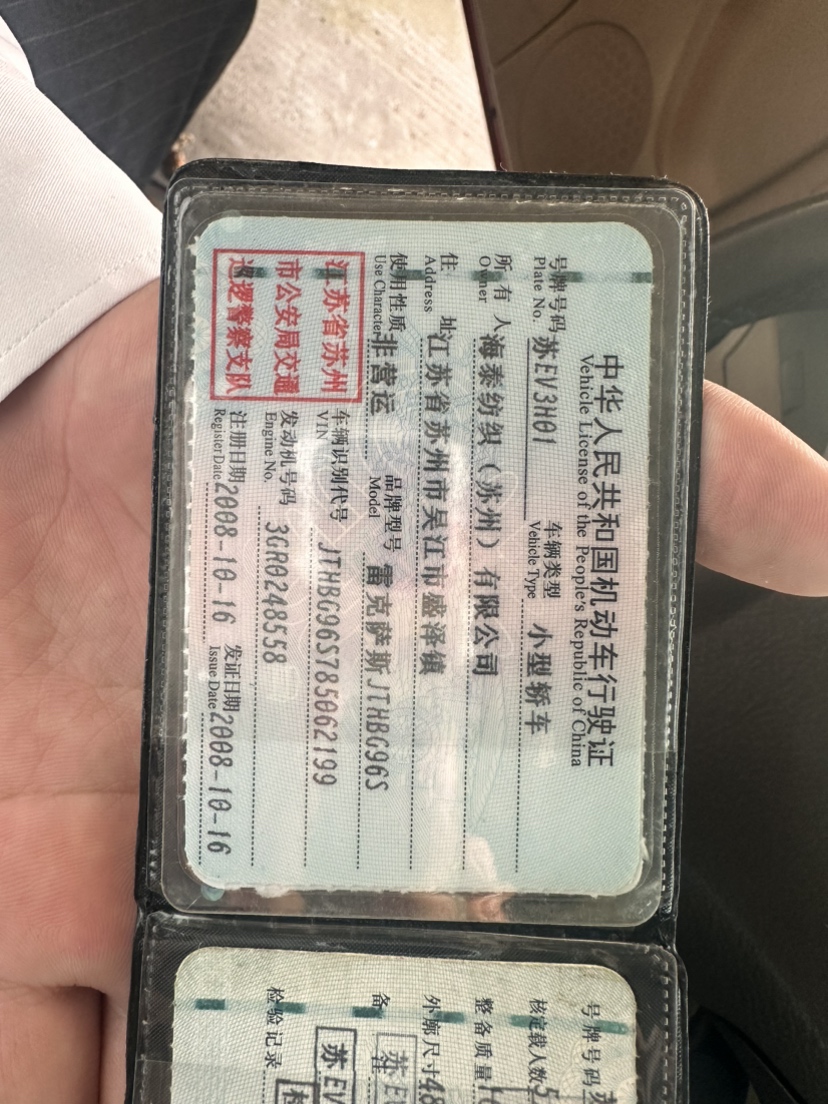 中华人民共和国机动车行驶证
Vehicle License of the People's Republic of China
号牌号码 苏EV3H01 车辆类型 小型轿车
Plate No. Vehicle Type
所有人 海泰纺织（苏州）有限公司
Owner
住址 江苏省苏州市吴江市盛泽镇
Address
使用性质 非营运 品牌型号 雷克萨斯JTHBG96S
Use Character Model
江苏省苏州
市公安局交通
巡逻警察支队
车辆识别代号 JTHBG96S785062199
VIN
发动机号码 3GR0248558
Engine No.
注册日期 2008-10-16 发证日期 2008-10-16
Register Date Issue Date
号牌号码
核定载人数 5
整备质量
外廓尺寸 48
备
检验记录
苏EV